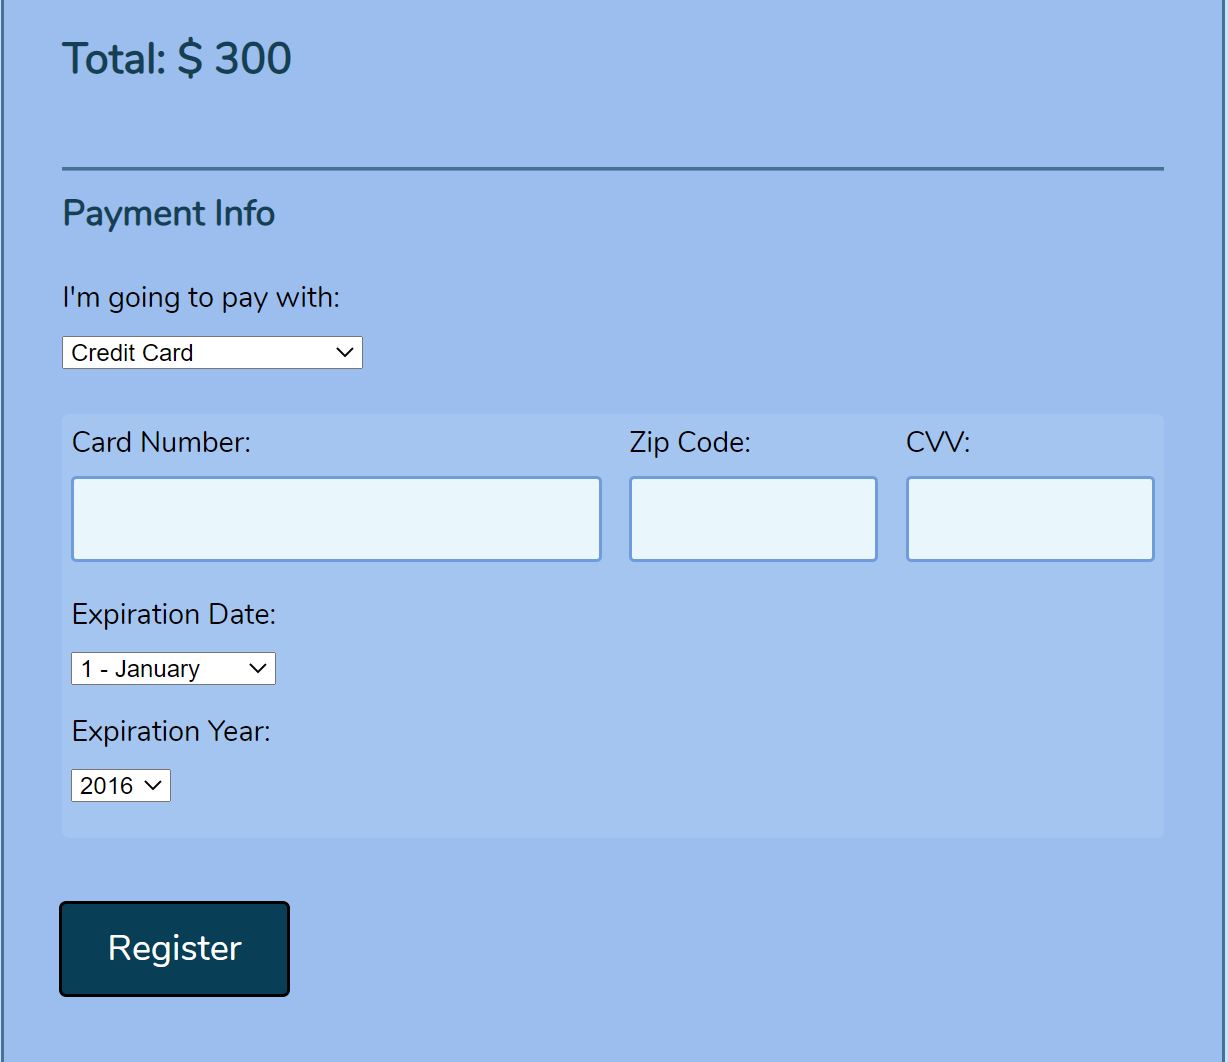 Total: $ 300
Payment Info
I'm going to pay with:
Credit Card
Card Number: Zip Code: CVV:
Expiration Date:
1 - January
Expiration Year:
2016
Register